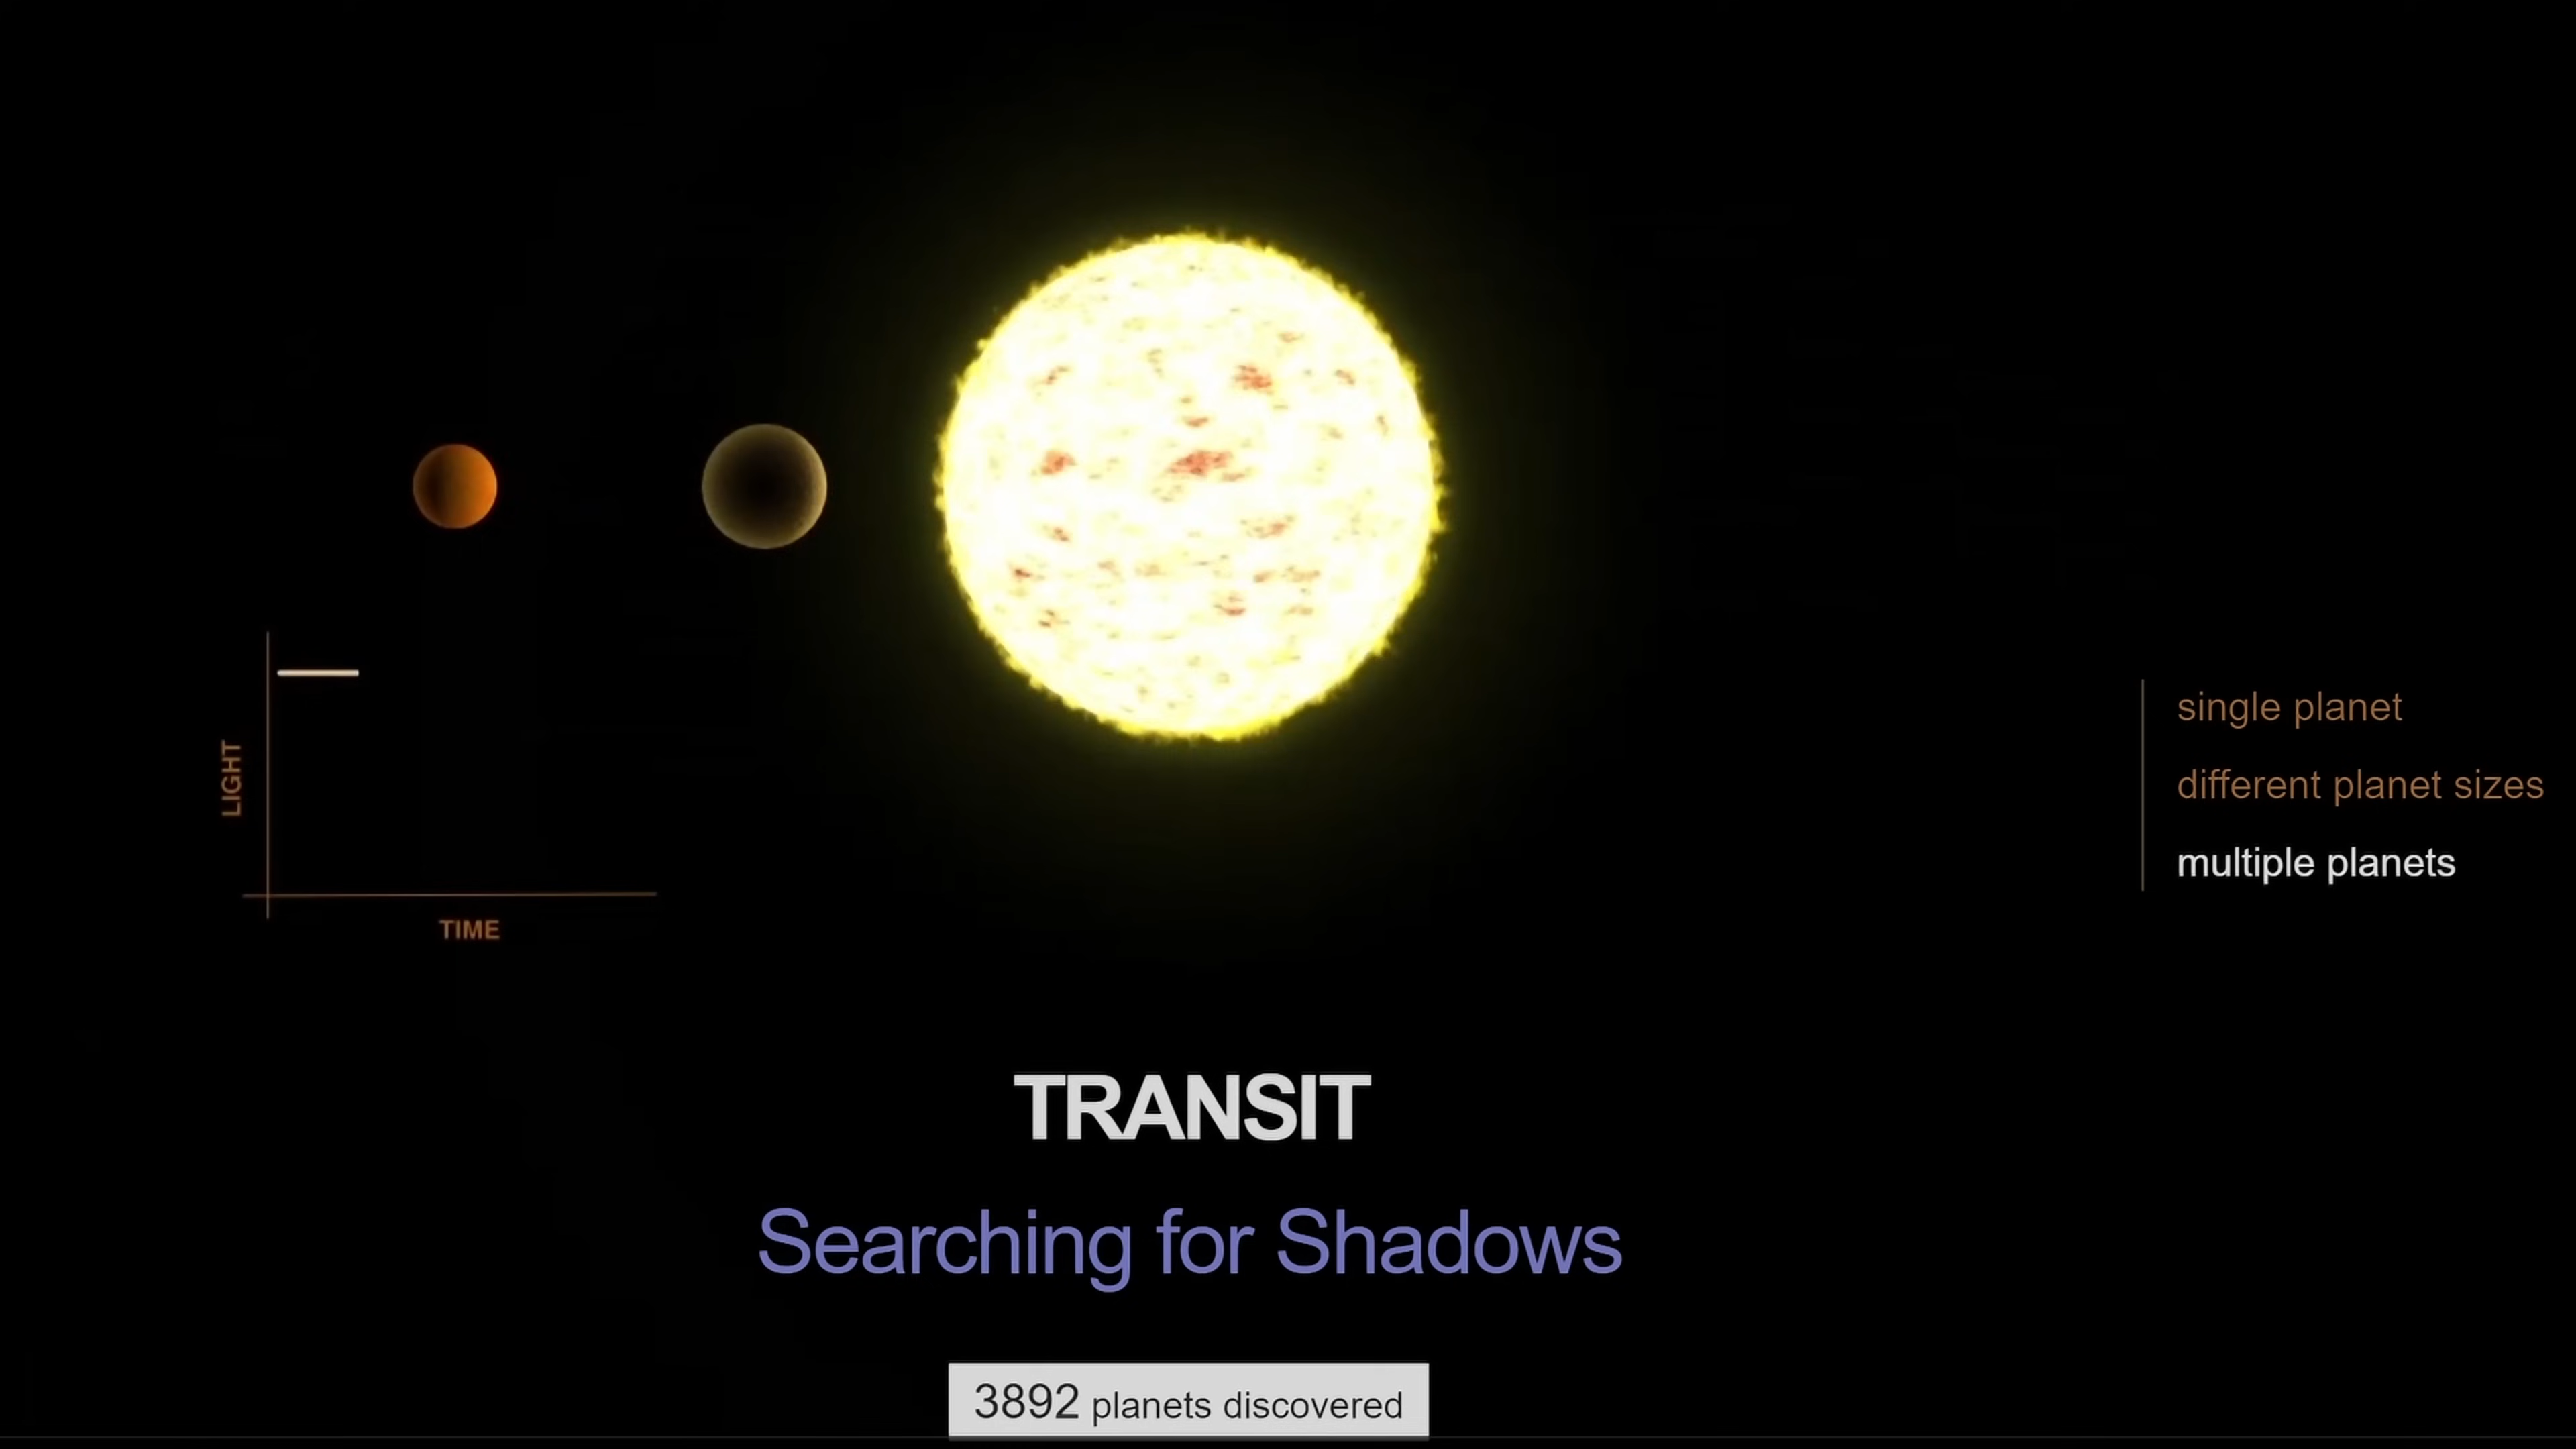 LIGHT
TIME
single planet
different planet sizes
multiple planets
TRANSIT
Searching for Shadows
3892 planets discovered